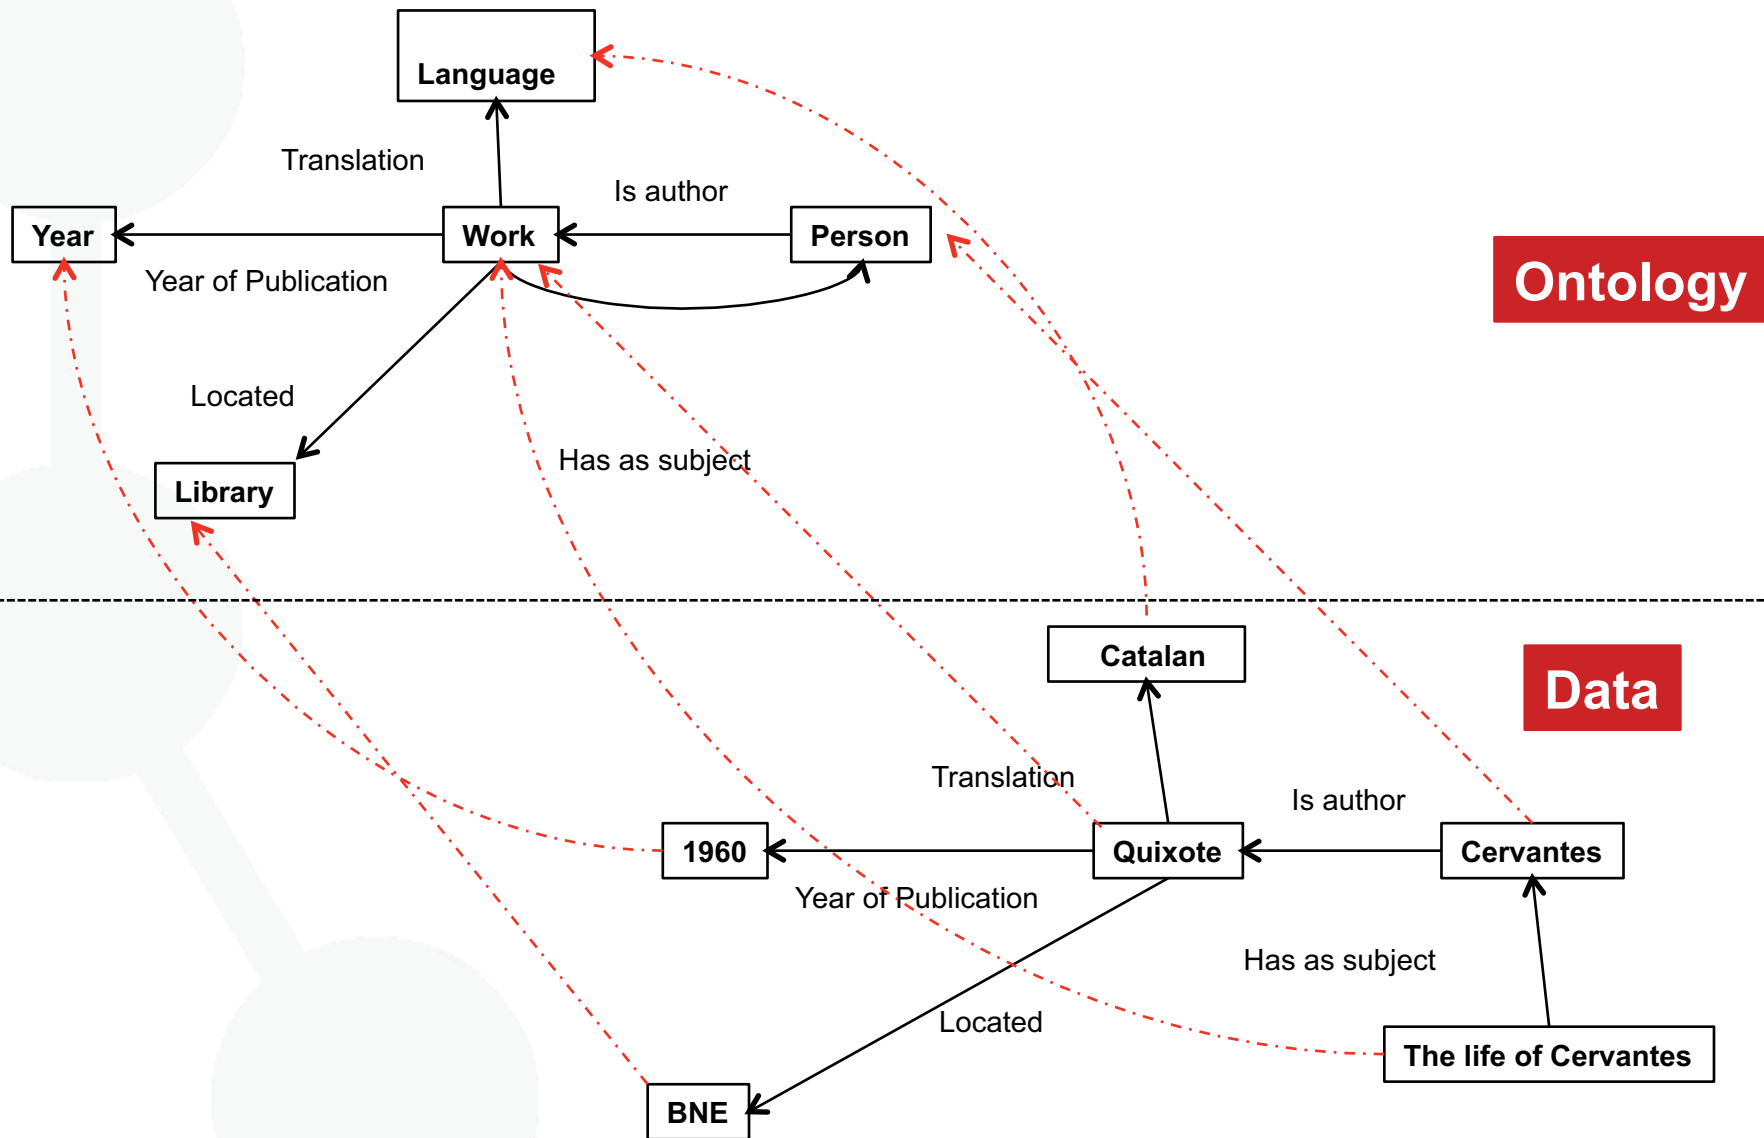 Language
Translation
Is author
Year
Work
Person
Year of Publication
Ontology
Located
Has as subject
Library
Catalan
Data
Translation
Is author
1960
Quixote
Cervantes
Year of Publication
Has as subject
Located
The life of Cervantes
BNE